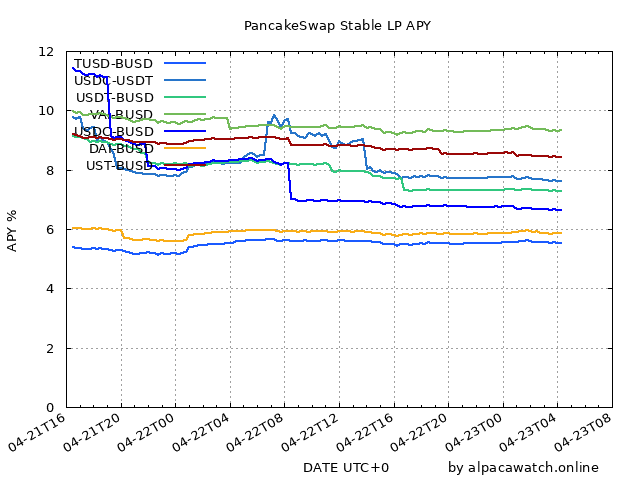 PancakeSwap Stable LP APY
TUSD-BUSD
USDC-USDT
USDT-BUSD
VAI-BUSD
USDC-BUSD
DAI-BUSD
UST-BUSD
12
10
8
6
4
2
0
APY %
04-21T16
04-21T20
04-22T00
04-22T04
04-22T08
04-22T12
04-22T16
04-22T20
04-23T00
04-23T04
04-23T08
DATE UTC+0
by alpacawatch.online